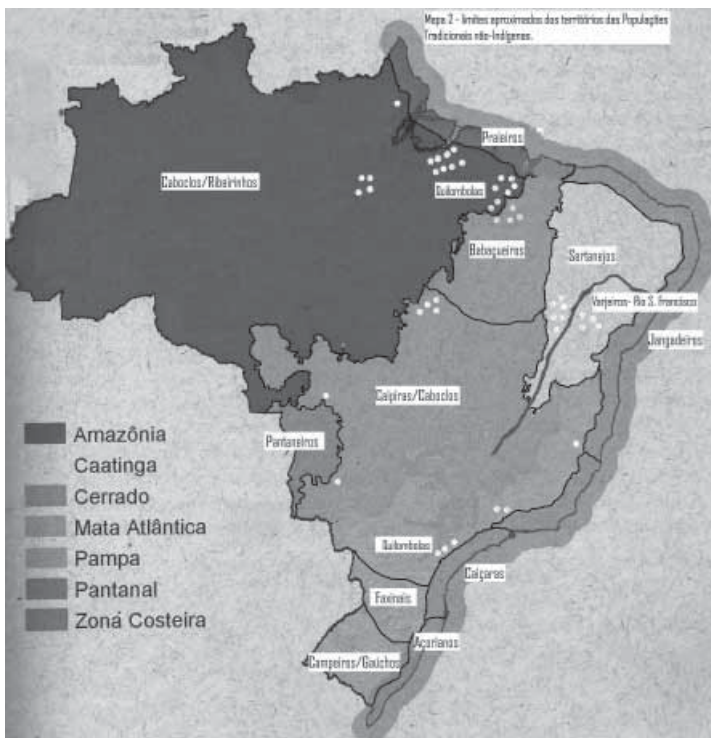 Mapa 2 - limites aproximados dos territórios das Populações
Tradicionais não-Indígenas.
Praieiros
Caboclos/Ribeirinhos
Quilombolas
Babaçueiros
Sertanejos
Varjeiros- Rio S. Francisco
Jangadeiros
Caipiras/Caboclos
Pantaneiros
Amazônia
Caatinga
Cerrado
Mata Atlântica
Pampa
Pantanal
Zona Costeira
Quilombolas
Caiçaras
Faxinais
Açorianos
Campeiros/Gaúchos